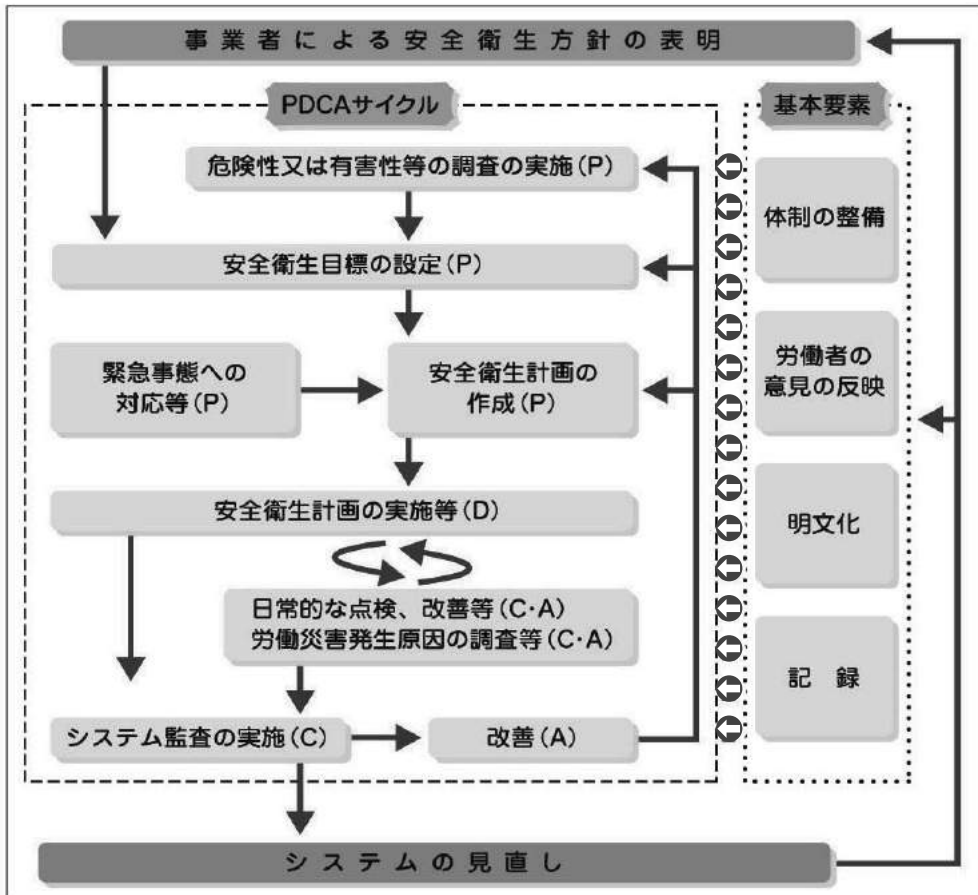 事業者による安全衛生方針の表明
PDCAサイクル
基本要素
危険性又は有害性等の調査の実施(P)
安全衛生目標の設定(P)
緊急事態への
対応等(P)
安全衛生計画の
作成(P)
安全衛生計画の実施等(D)
日常的な点検、改善等(C・A)
労働災害発生原因の調査等(C・A)
システム監査の実施(C)
改善(A)
体制の整備
労働者の
意見の反映
明文化
記 録
システムの見直し